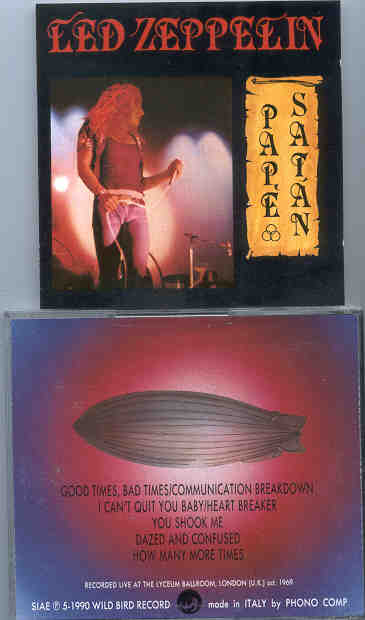 LED ZEPPELIN
PAPE
SATAN
GOOD TIMES, BAD TIMES/COMMUNICATION BREAKDOWN
I CAN'T QUIT YOU BABY/HEART BREAKER
YOU SHOOK ME
DAZED AND CONFUSED
HOW MANY MORE TIMES
RECORDED LIVE AT THE LYCEUM BALLROOM, LONDON (U.K.) oct. 1969
SIAE ℗ 5-1990 WILD BIRD RECORD made in ITALY by PHONO COMP